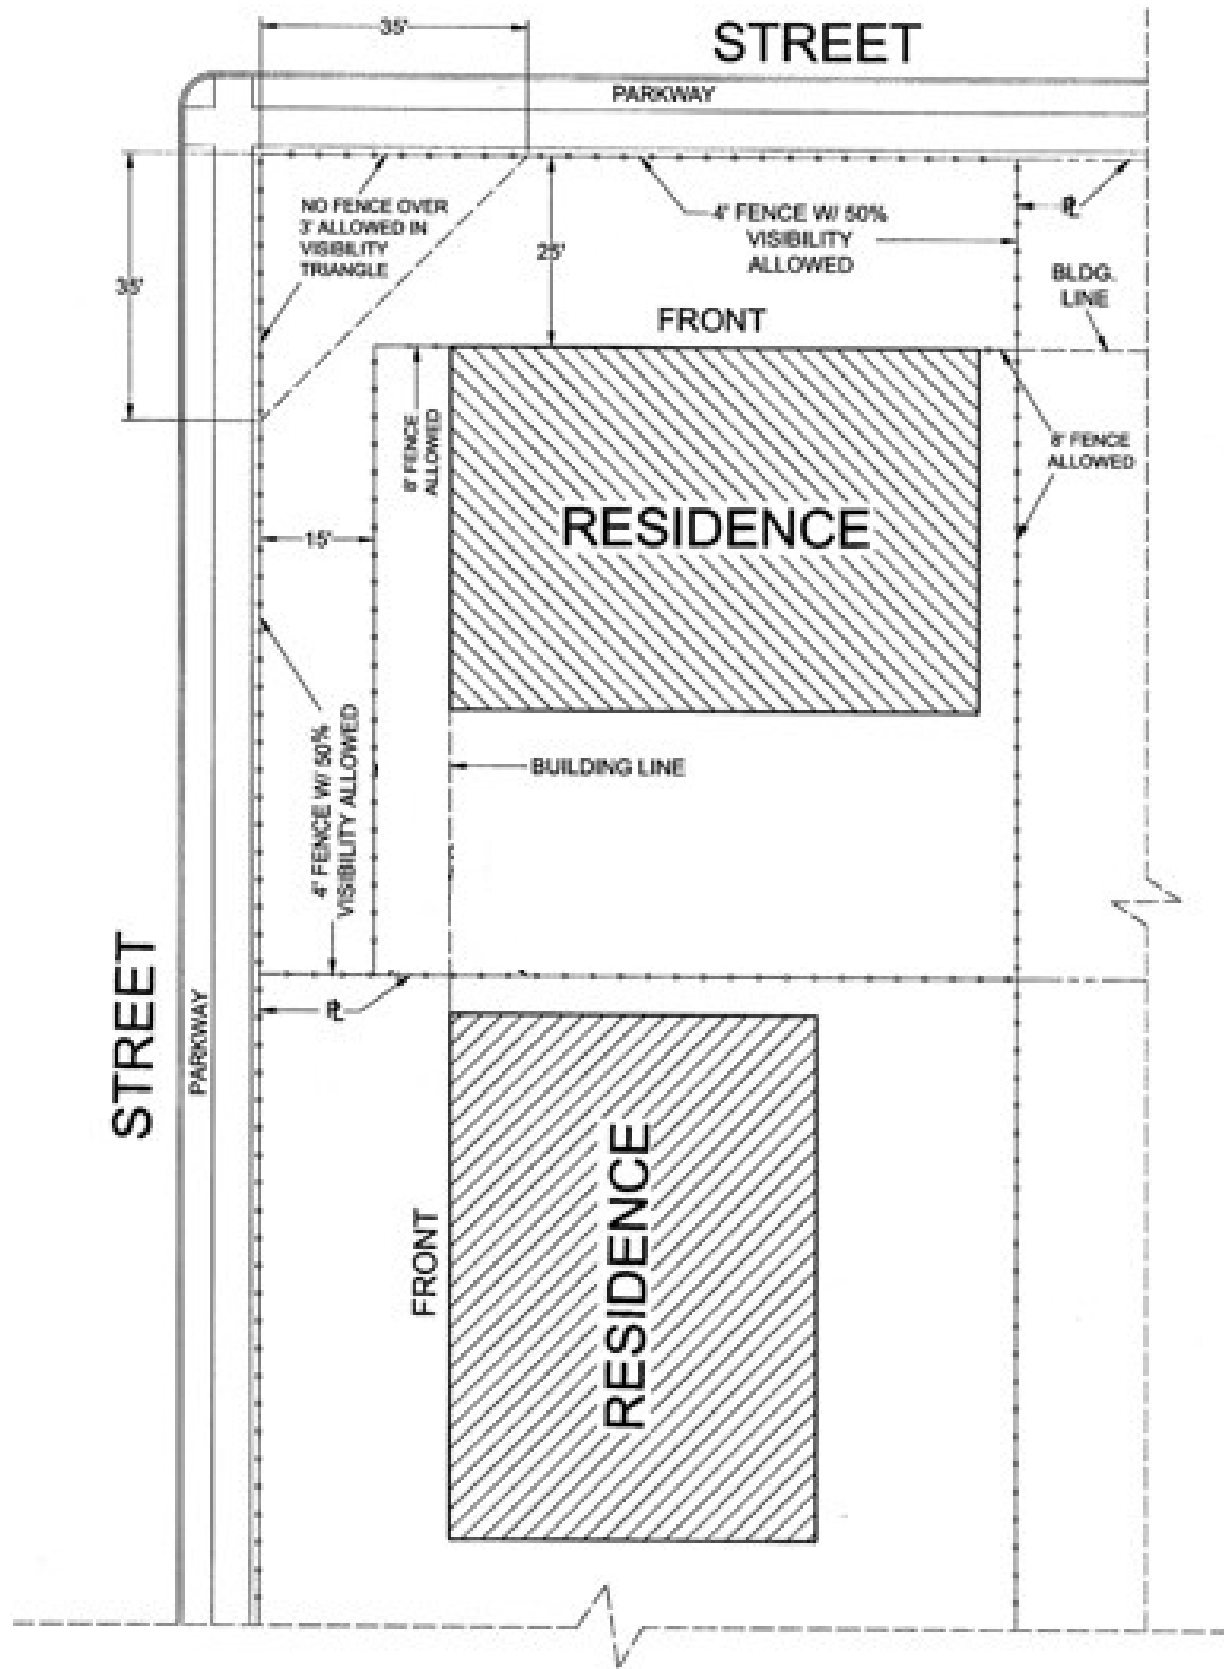 35'
STREET
PARKWAY
NO FENCE OVER
3' ALLOWED IN
VISIBILITY
TRIANGLE
4' FENCE W/ 50%
VISIBILITY
ALLOWED
℄
25'
35'
BLDG.
LINE
FRONT
8' FENCE
ALLOWED
8' FENCE
ALLOWED
RESIDENCE
15'
4' FENCE W/ 50%
VISIBILITY ALLOWED
BUILDING LINE
STREET
PARKWAY
℄
FRONT
RESIDENCE